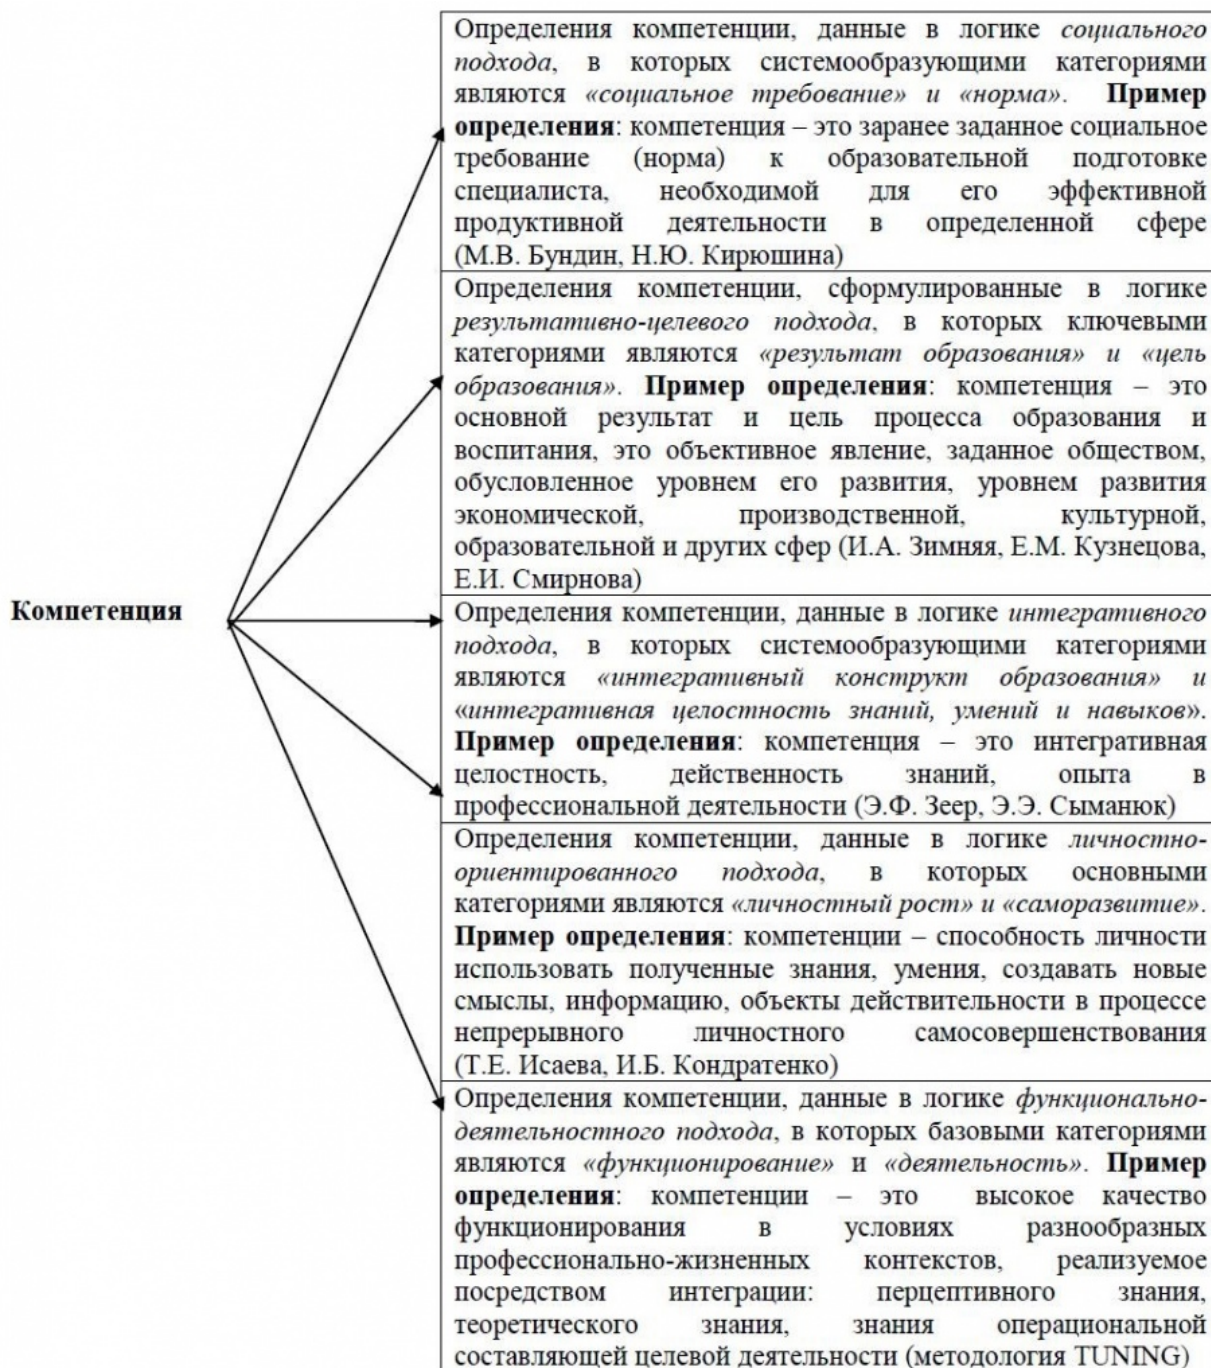 Определения компетенции, данные в логике социального
подхода, в которых системообразующими категориями
являются «социальное требование» и «норма». Пример
определения: компетенция – это заранее заданное социальное
требование (норма) к образовательной подготовке
специалиста, необходимой для его эффективной
продуктивной деятельности в определенной сфере
(М.В. Бундин, Н.Ю. Кирюшина)
Определения компетенции, сформулированные в логике
результативно-целевого подхода, в которых ключевыми
категориями являются «результат образования» и «цель
образования». Пример определения: компетенция – это
основной результат и цель процесса образования и
воспитания, это объективное явление, заданное обществом,
обусловленное уровнем его развития, уровнем развития
экономической, производственной, культурной,
образовательной и других сфер (И.А. Зимняя, Е.М. Кузнецова,
Е.И. Смирнова)
Компетенция
Определения компетенции, данные в логике интегративного
подхода, в которых системообразующими категориями
являются «интегративный конструкт образования» и
«интегративная целостность знаний, умений и навыков».
Пример определения: компетенция – это интегративная
целостность, действенность знаний, опыта в
профессиональной деятельности (Э.Ф. Зеер, Э.Э. Сыманюк)
Определения компетенции, данные в логике личностно-
ориентированного подхода, в которых основными
категориями являются «личностный рост» и «саморазвитие».
Пример определения: компетенции – способность личности
использовать полученные знания, умения, создавать новые
смыслы, информацию, объекты действительности в процессе
непрерывного личностного самосовершенствования
(Т.Е. Исаева, И.Б. Кондратенко)
Определения компетенции, данные в логике функционально-
деятельностного подхода, в которых базовыми категориями
являются «функционирование» и «деятельность». Пример
определения: компетенции – это высокое качество
функционирования в условиях разнообразных
профессионально-жизненных контекстов, реализуемое
посредством интеграции: перцептивного знания,
теоретического знания, знания операциональной
составляющей целевой деятельности (методология TUNING)